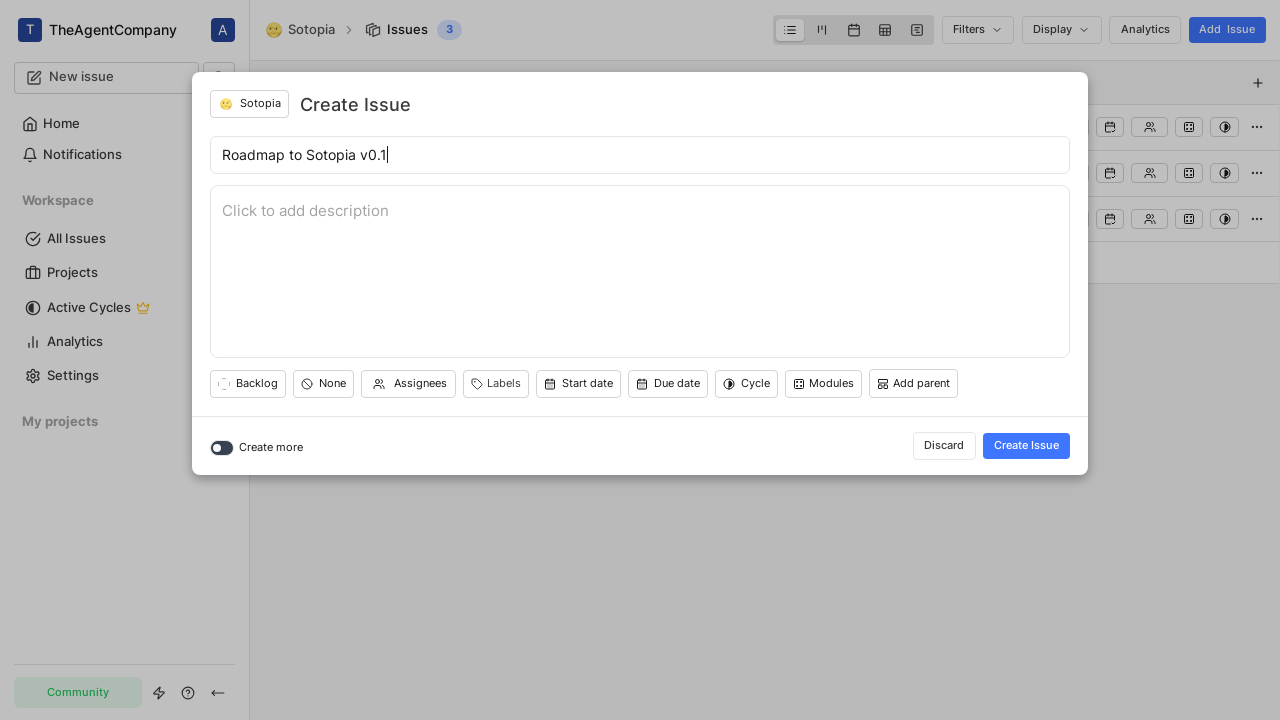 T TheAgentCompany A
New issue
Home
Notifications
Workspace
All Issues
Projects
Active Cycles
Analytics
Settings
My projects
Community
Sotopia Issues 3
Filters Display Analytics Add Issue
Sotopia Create Issue
Roadmap to Sotopia v0.1
Click to add description
Backlog None Assignees Labels Start date Due date Cycle Modules Add parent
Create more Discard Create Issue